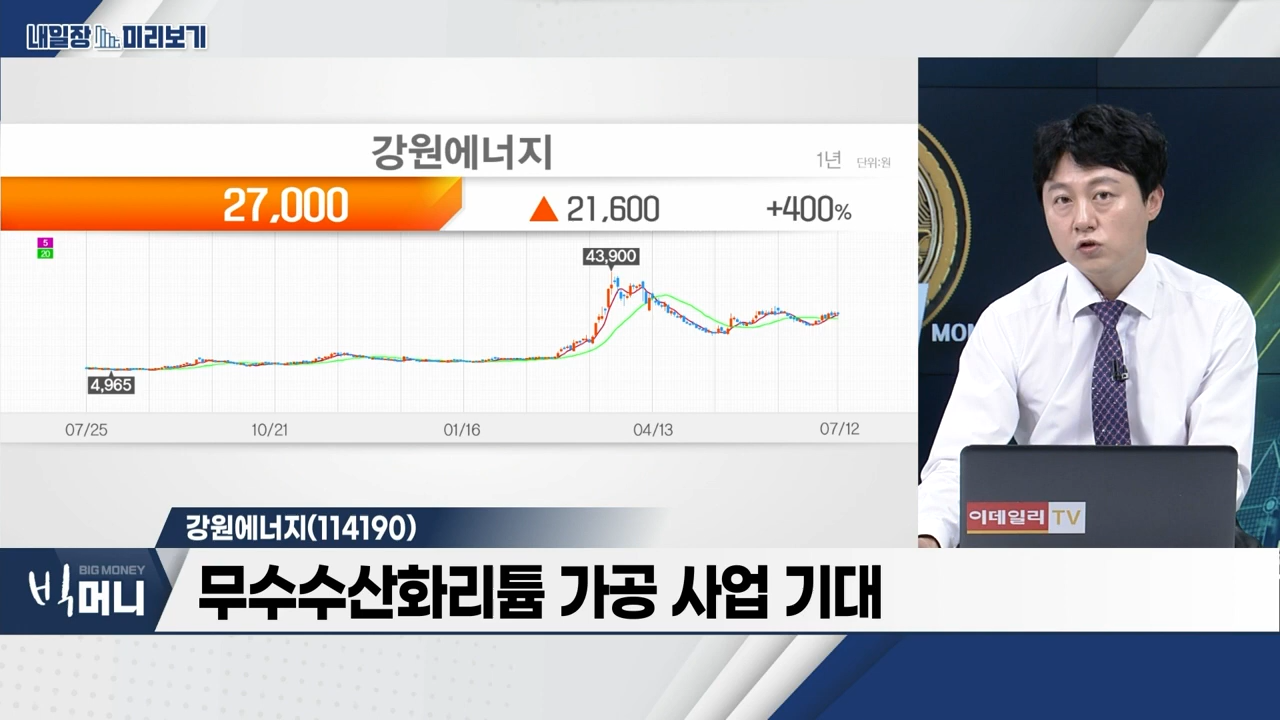 내일장 미리보기
강원에너지
1년 단위:원
27,000 ▲ 21,600 +400%
5
20
43,900
4,965
07/25 10/21 01/16 04/13 07/12
MON
이데일리 TV
강원에너지(114190)
BIG MONEY
빅머니
무수수산화리튬 가공 사업 기대